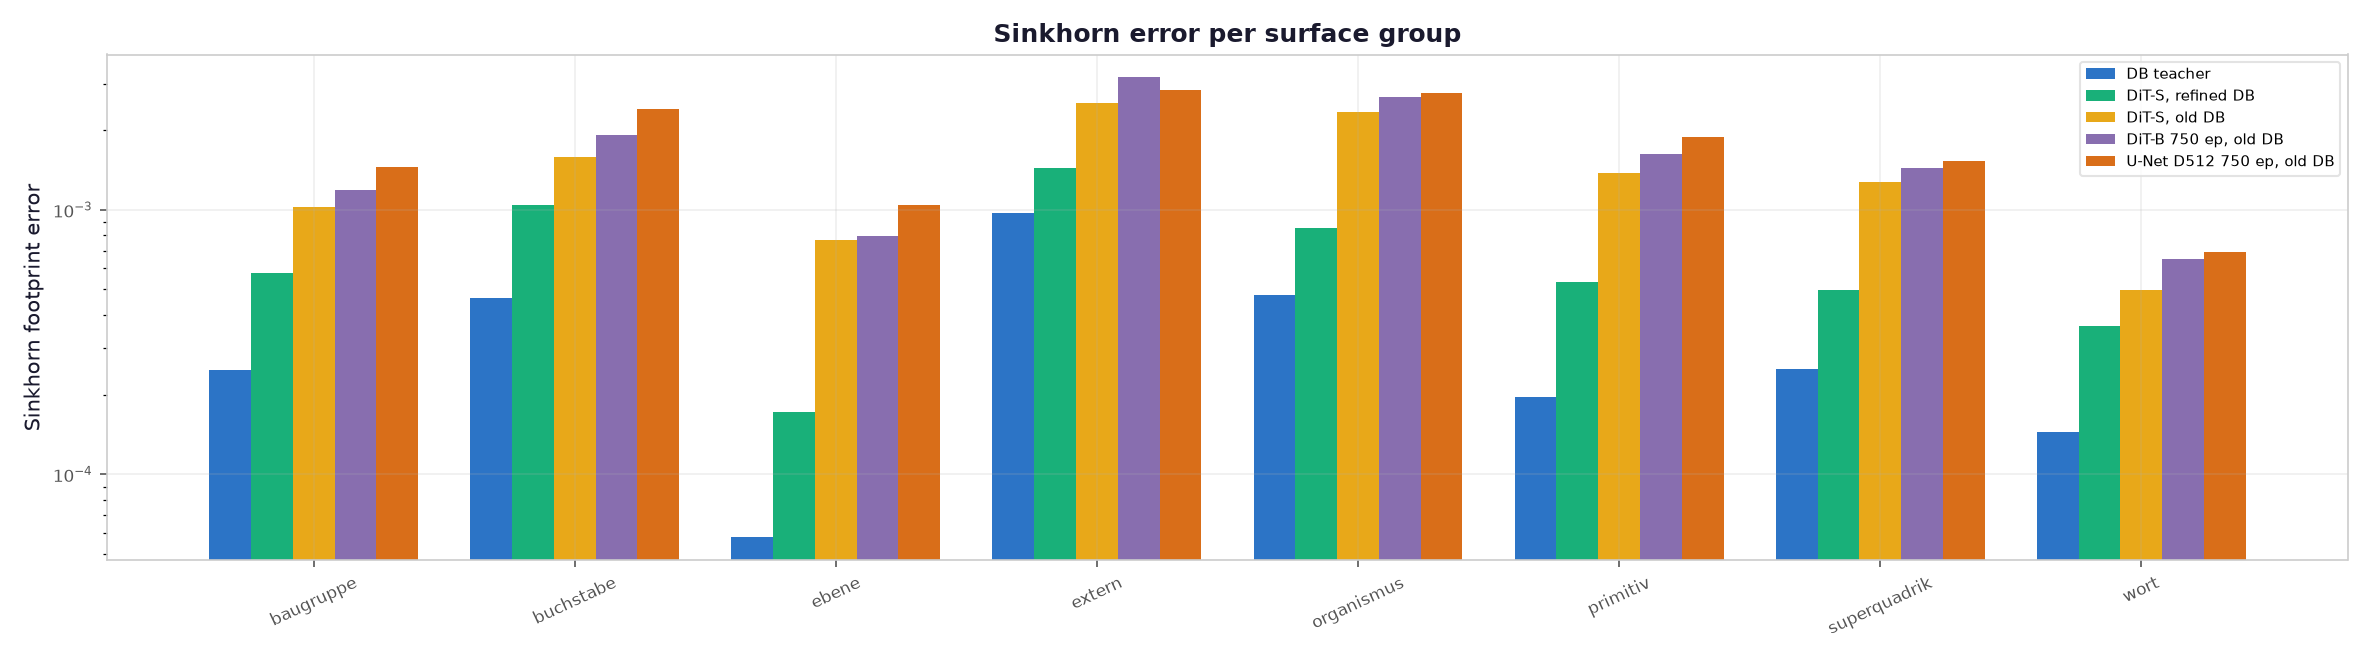 Sinkhorn error per surface group
Sinkhorn footprint error
10⁻³
10⁻⁴
DB teacher
DiT-S, refined DB
DiT-S, old DB
DiT-B 750 ep, old DB
U-Net D512 750 ep, old DB
baugruppe
buchstabe
ebene
extern
organismus
primitiv
superquadrik
wort